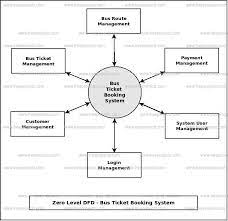 Bus Route
Management
Bus Ticket
Management
Payment
Management
Bus
Ticket
Booking
System
Customer
Management
System User
Management
Login
Management
Zero Level DFD - Bus Ticket Booking System